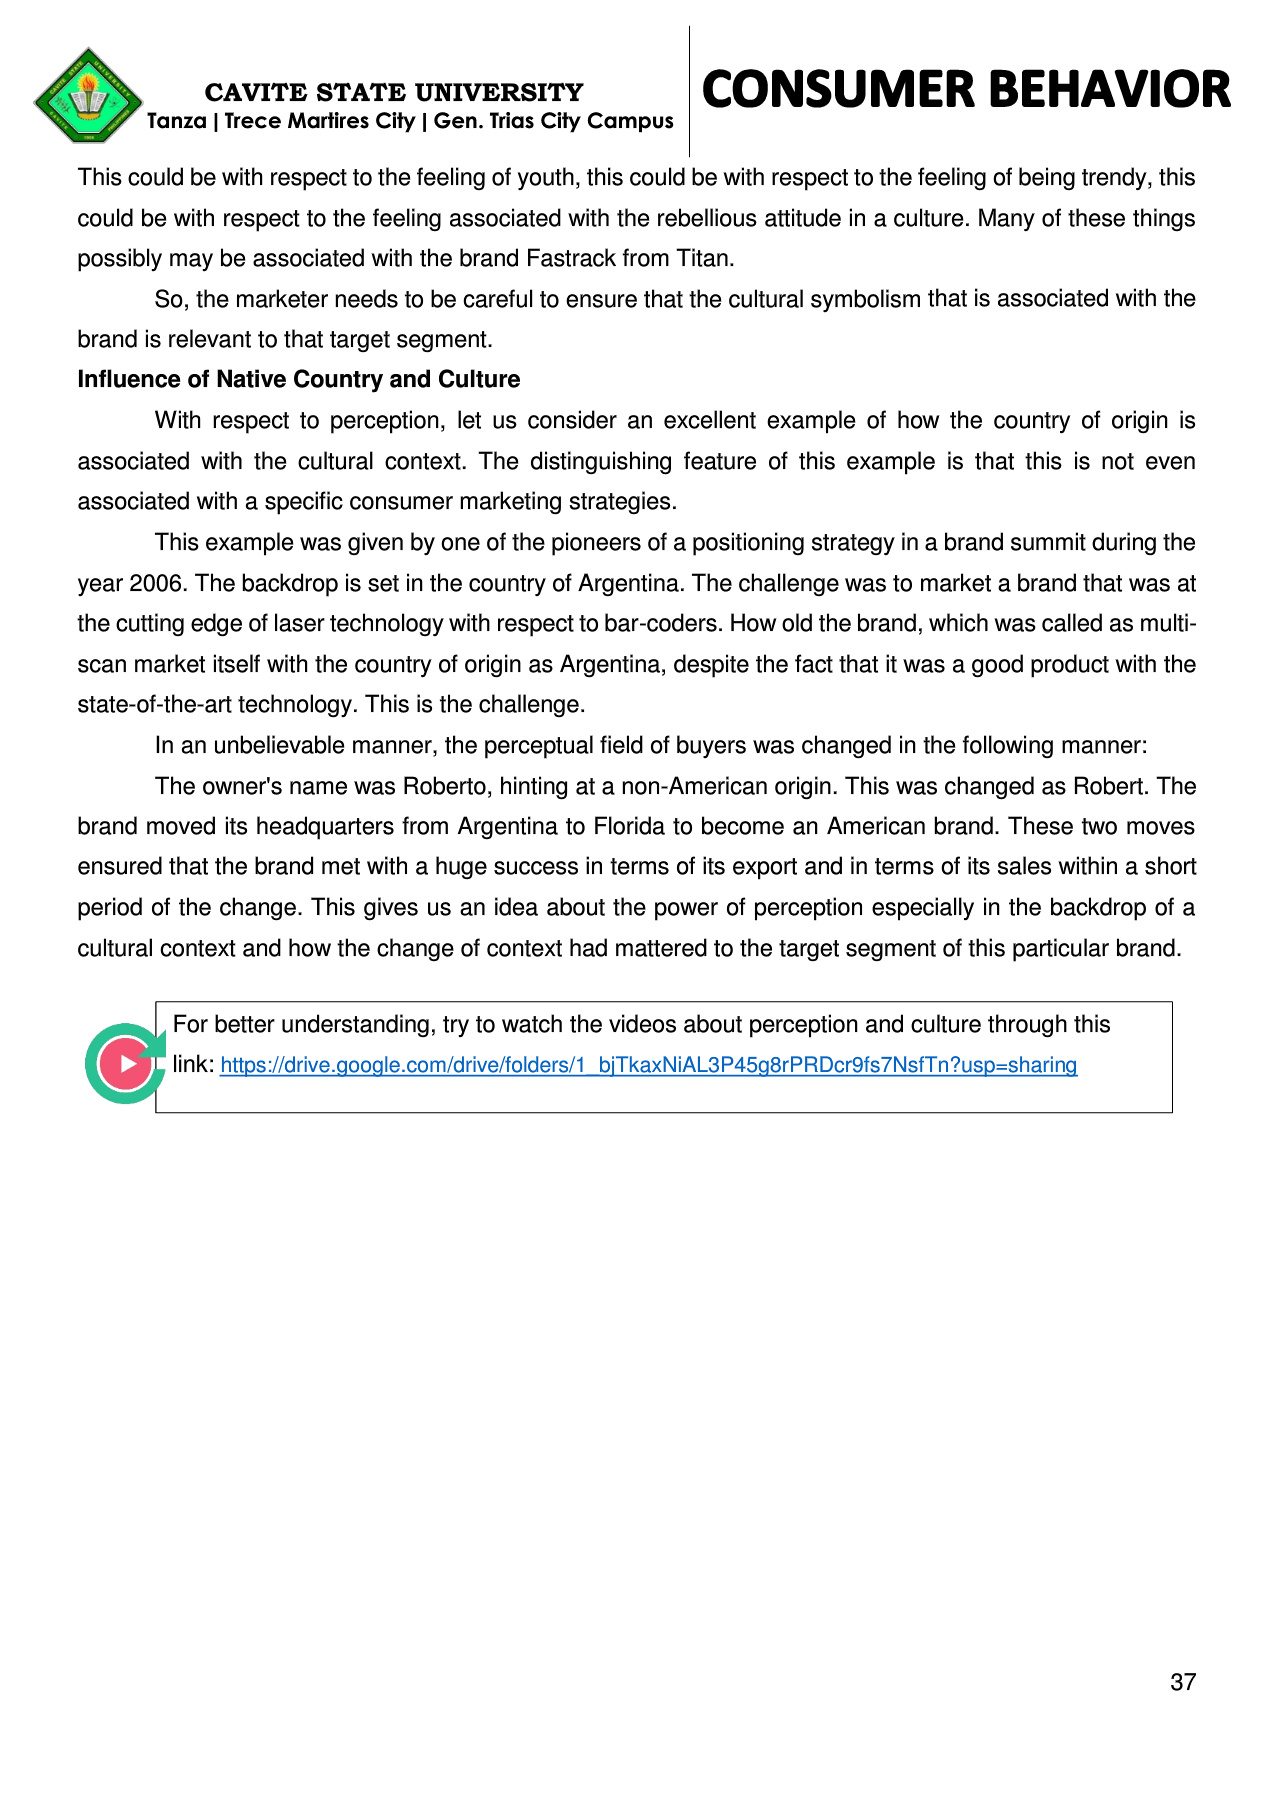 CAVITE STATE UNIVERSITY
Tanza | Trece Martires City | Gen. Trias City Campus
CONSUMER BEHAVIOR
This could be with respect to the feeling of youth, this could be with respect to the feeling of being trendy, this
could be with respect to the feeling associated with the rebellious attitude in a culture. Many of these things
possibly may be associated with the brand Fastrack from Titan.
So, the marketer needs to be careful to ensure that the cultural symbolism that is associated with the
brand is relevant to that target segment.
Influence of Native Country and Culture
With respect to perception, let us consider an excellent example of how the country of origin is
associated with the cultural context. The distinguishing feature of this example is that this is not even
associated with a specific consumer marketing strategies.
This example was given by one of the pioneers of a positioning strategy in a brand summit during the
year 2006. The backdrop is set in the country of Argentina. The challenge was to market a brand that was at
the cutting edge of laser technology with respect to bar-coders. How old the brand, which was called as multi-
scan market itself with the country of origin as Argentina, despite the fact that it was a good product with the
state-of-the-art technology. This is the challenge.
In an unbelievable manner, the perceptual field of buyers was changed in the following manner:
The owner's name was Roberto, hinting at a non-American origin. This was changed as Robert. The
brand moved its headquarters from Argentina to Florida to become an American brand. These two moves
ensured that the brand met with a huge success in terms of its export and in terms of its sales within a short
period of the change. This gives us an idea about the power of perception especially in the backdrop of a
cultural context and how the change of context had mattered to the target segment of this particular brand.
For better understanding, try to watch the videos about perception and culture through this
link: https://drive.google.com/drive/folders/1_bjTkaxNiAL3P45g8rPRDcr9fs7NsfTn?usp=sharing
37